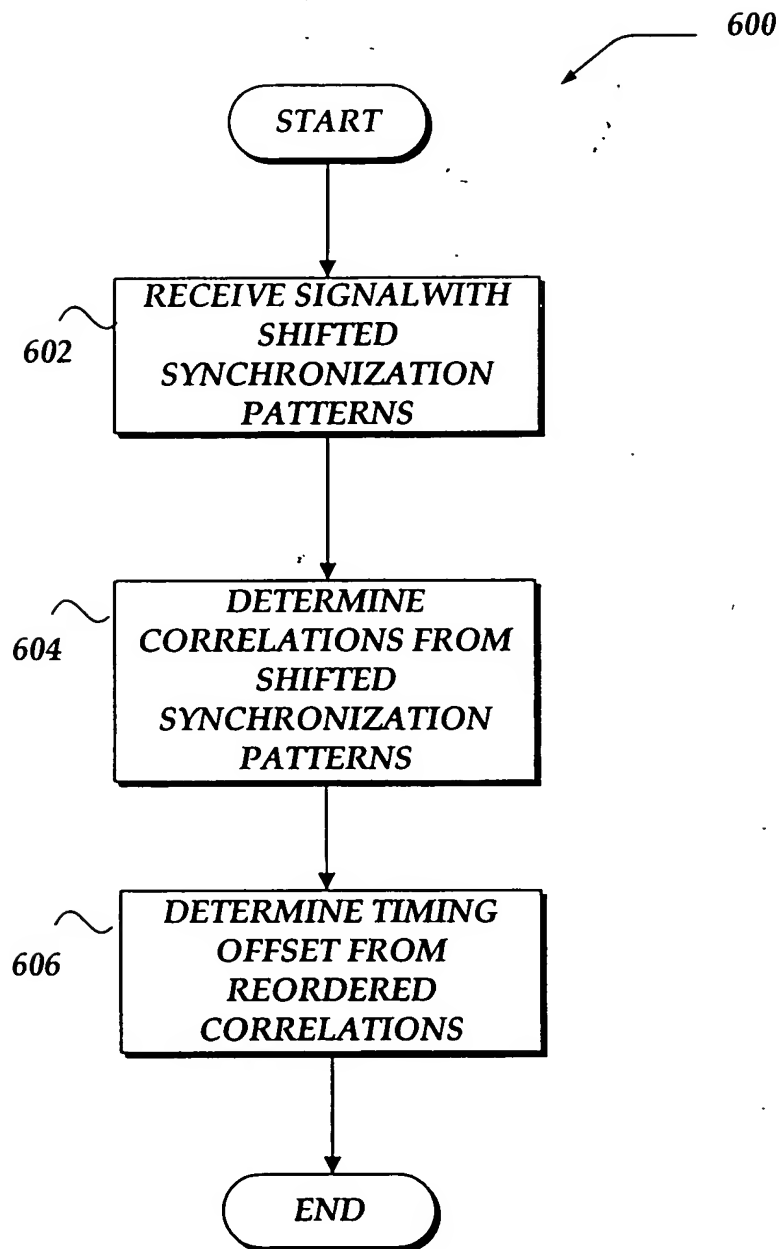 600
START
602
RECEIVE SIGNALWITH
SHIFTED
SYNCHRONIZATION
PATTERNS
604
DETERMINE
CORRELATIONS FROM
SHIFTED
SYNCHRONIZATION
PATTERNS
606
DETERMINE TIMING
OFFSET FROM
REORDERED
CORRELATIONS
END